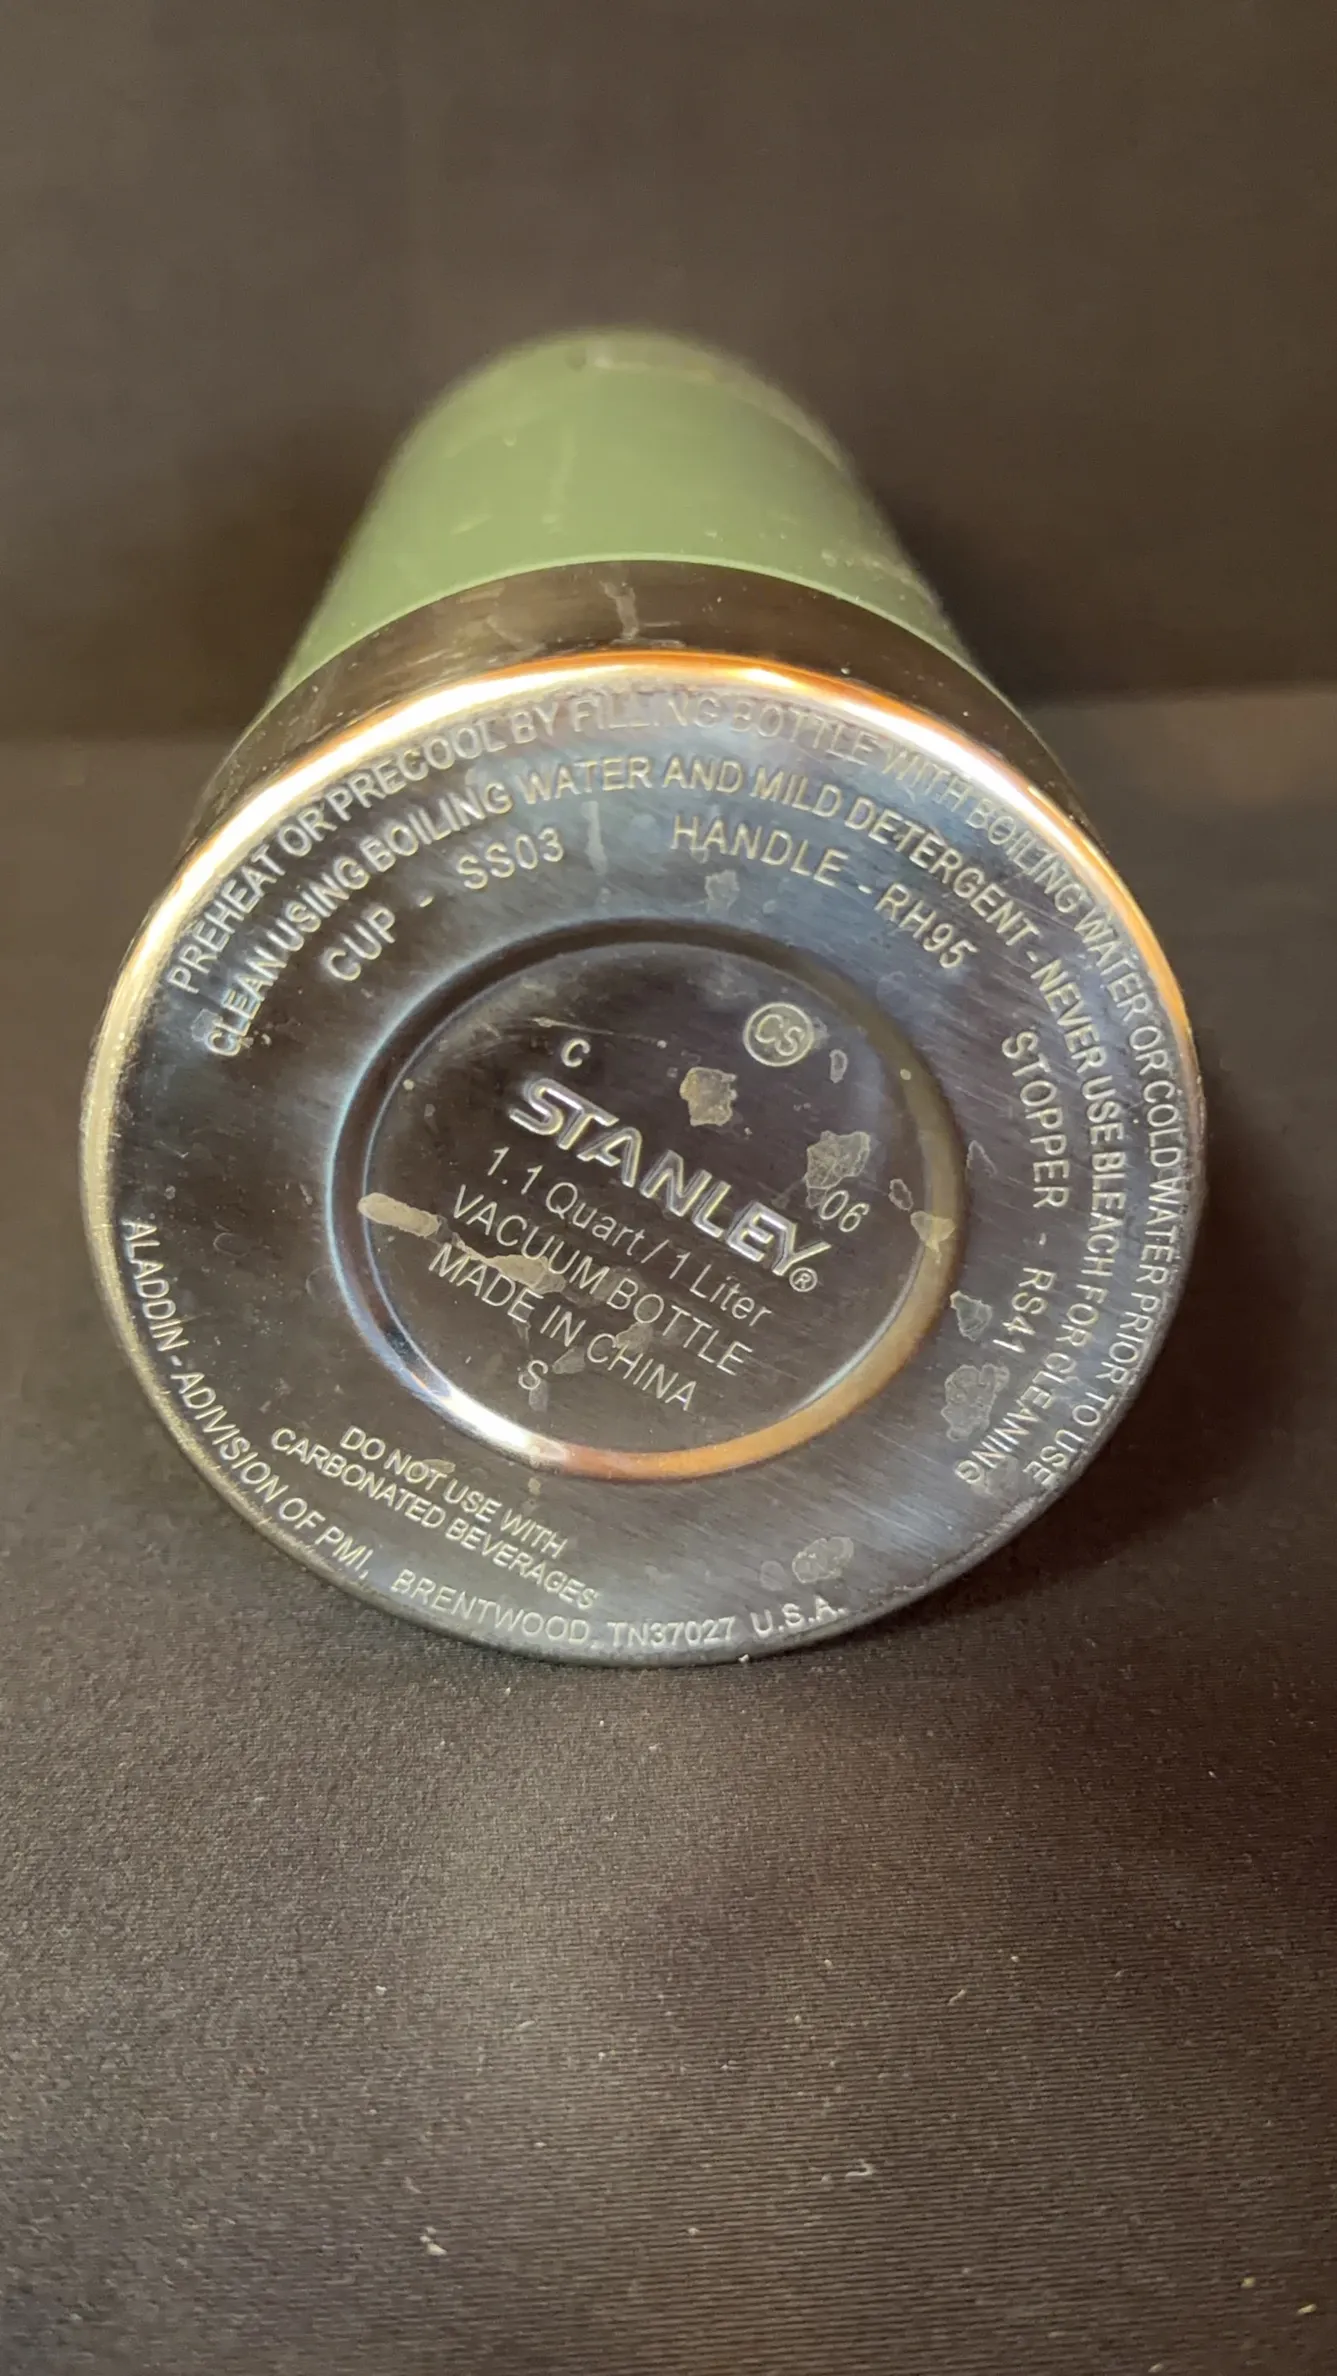 PREHEAT OR PRECOOL BY FILLING BOTTLE WITH BOILING WATER OR COLD WATER PRIOR TO USE
CLEAN USING BOILING WATER AND MILD DETERGENT - NEVER USE BLEACH FOR CLEANING
CUP - SS03 HANDLE - RH95 STOPPER - RS41
CS
C
STANLEY®
06
1.1 Quart / 1 Liter
VACUUM BOTTLE
MADE IN CHINA
S
DO NOT USE WITH
CARBONATED BEVERAGES
ALADDIN - A DIVISION OF PMI, BRENTWOOD, TN37027 U.S.A.